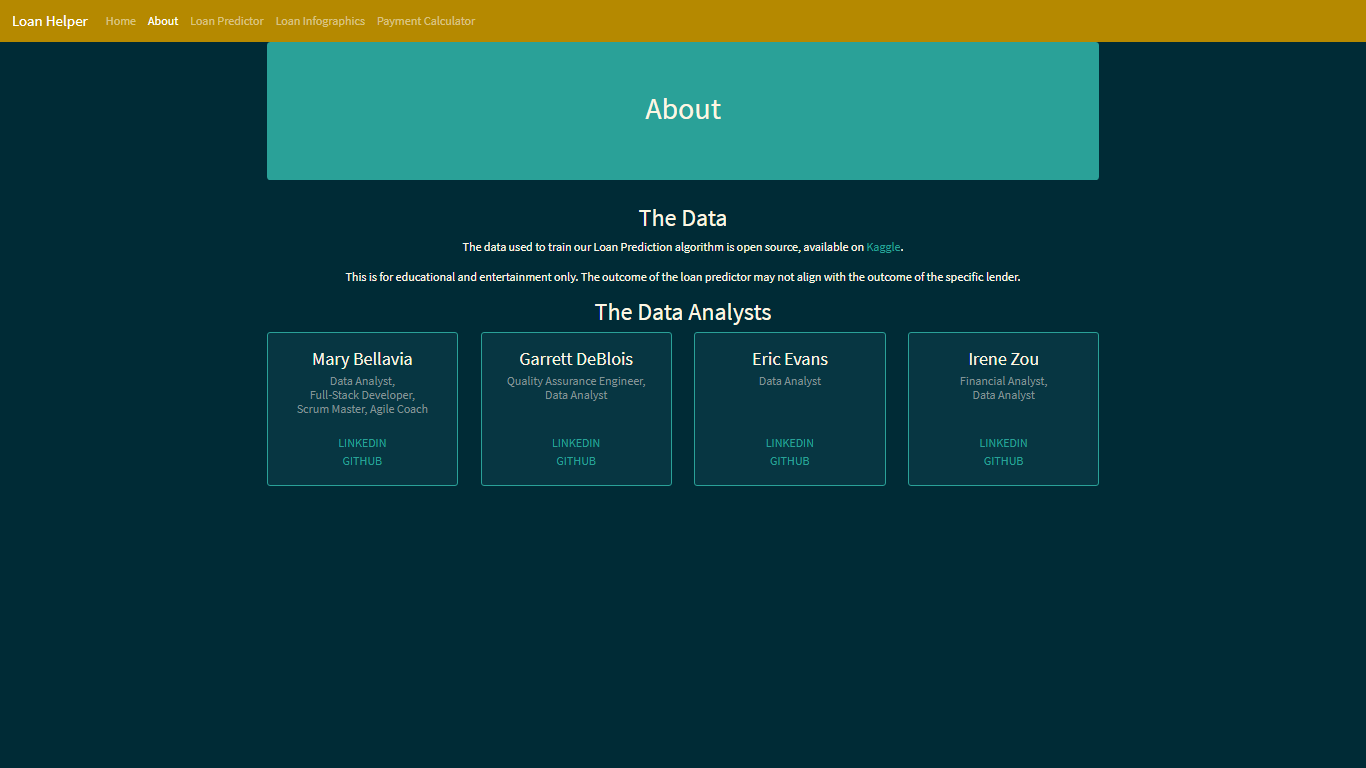 Loan Helper Home About Loan Predictor Loan Infographics Payment Calculator
About
The Data
The data used to train our Loan Prediction algorithm is open source, available on Kaggle.
This is for educational and entertainment only. The outcome of the loan predictor may not align with the outcome of the specific lender.
The Data Analysts
Mary Bellavia
Data Analyst,
Full-Stack Developer,
Scrum Master, Agile Coach
LINKEDIN
GITHUB
Garrett DeBlois
Quality Assurance Engineer,
Data Analyst
LINKEDIN
GITHUB
Eric Evans
Data Analyst
LINKEDIN
GITHUB
Irene Zou
Financial Analyst,
Data Analyst
LINKEDIN
GITHUB